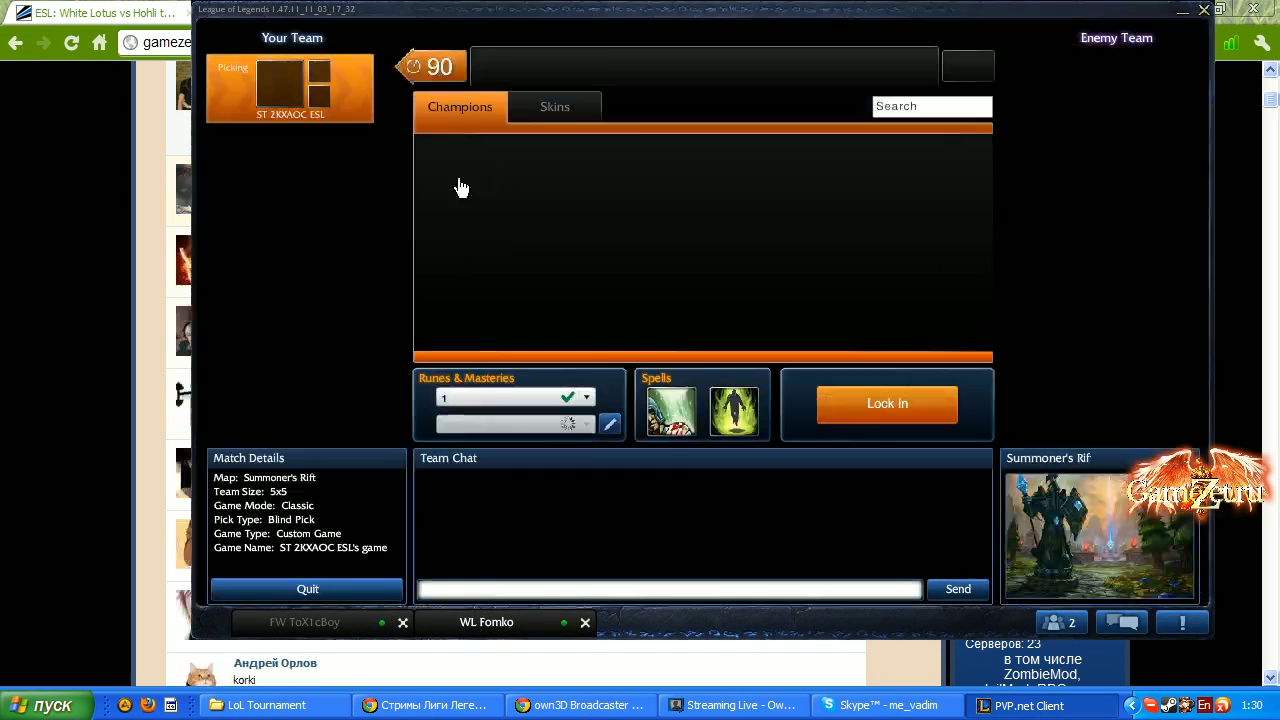 ESL: White Lotus vs Hohli t...
League of Legends 1.47.11_11_03_17_32
Your Team
Enemy Team
Picking
ST 2KXAOC ESL
90
Champions
Skins
Search
Runes & Masteries
1
Spells
Lock In
Match Details
Map: Summoner's Rift
Team Size: 5x5
Game Mode: Classic
Pick Type: Blind Pick
Game Type: Custom Game
Game Name: ST 2KXAOC ESL's game
Quit
Team Chat
Send
Summoner's Rif
GameZet.ru
FW ToX1cBoy
WL Fomko
2
Серверов: 23
в том числе
ZombieMod,
Андрей Орлов
korki
пуск
LoL Tournament
Стримы Лиги Леге...
own3D Broadcaster ...
Streaming Live - Ow...
Skype™ - me_vadim
PVP.net Client
En
1:30